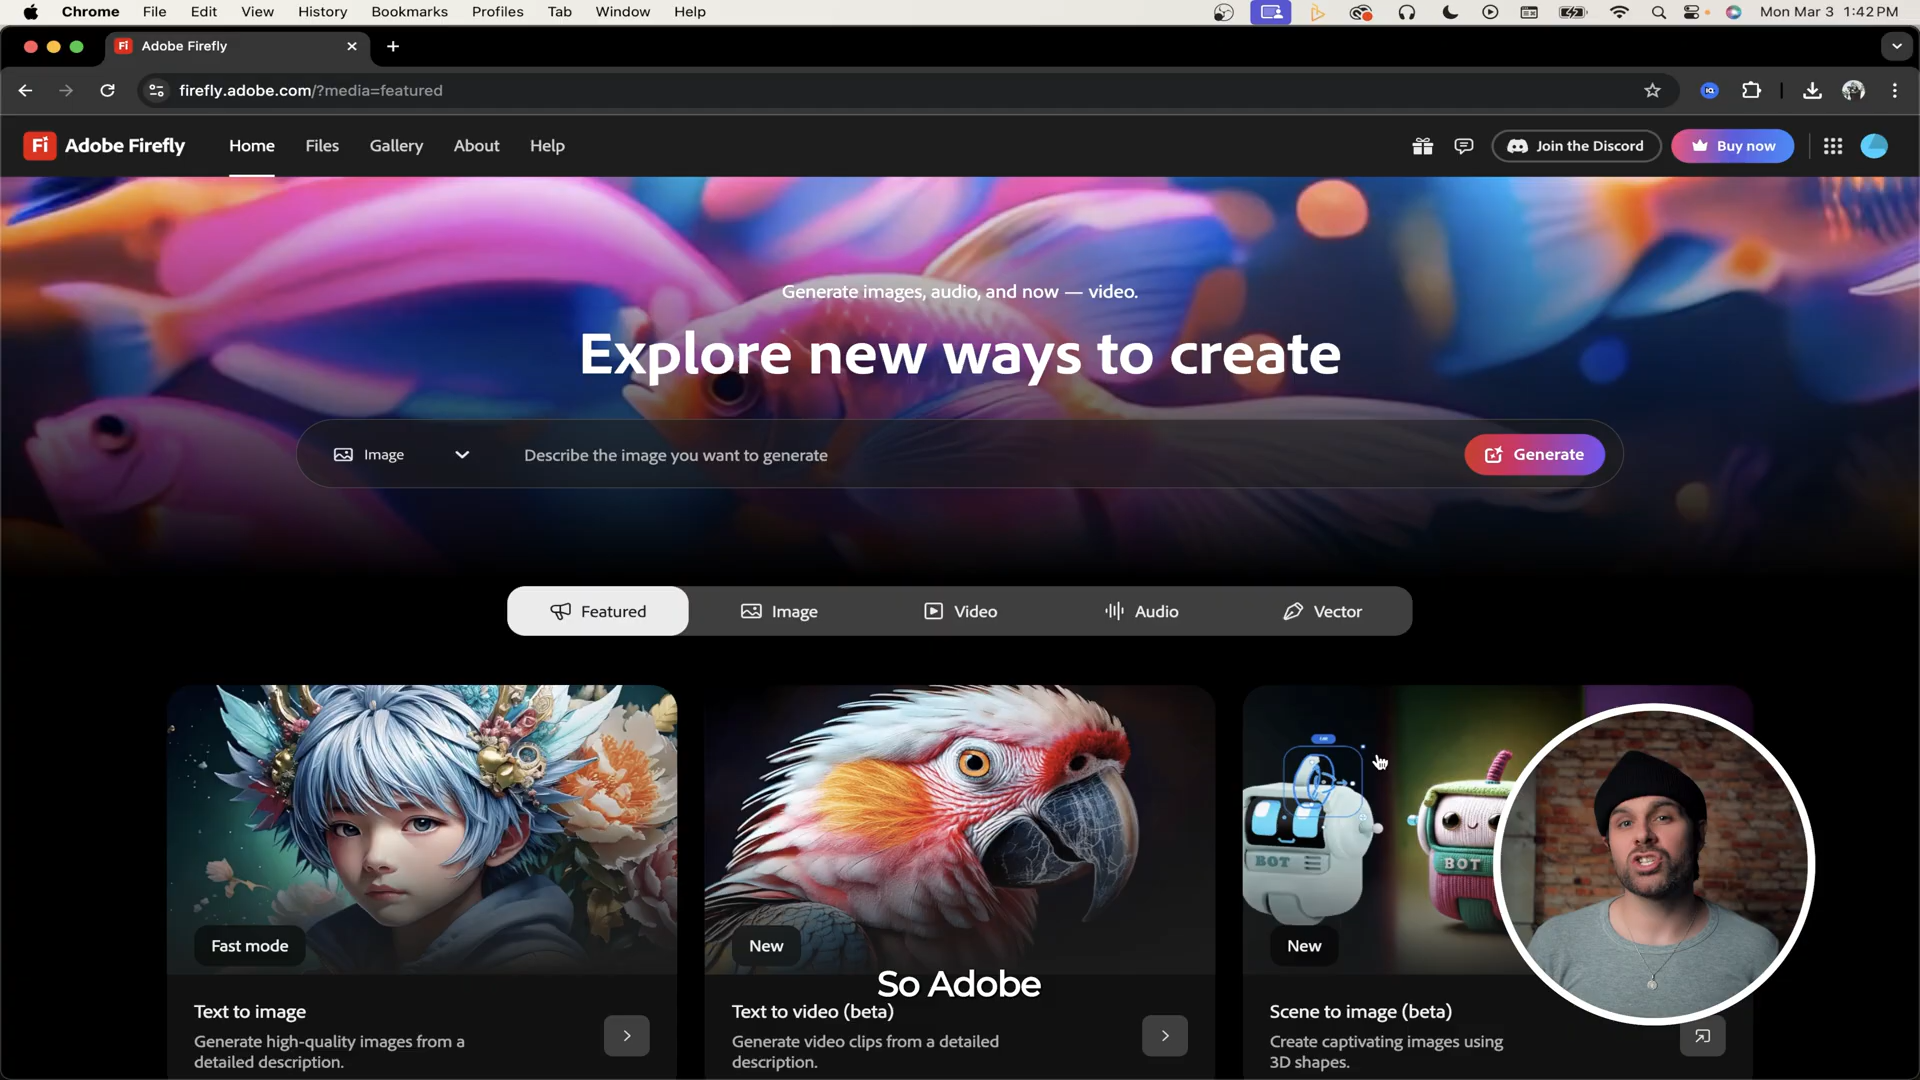 Chrome File Edit View History Bookmarks Profiles Tab Window Help Mon Mar 3 1:42 PM
Fi Adobe Firefly
firefly.adobe.com/?media=featured
Fi Adobe Firefly Home Files Gallery About Help Join the Discord Buy now
Generate images, audio, and now — video.
Explore new ways to create
Image Describe the image you want to generate Generate
Featured Image Video Audio Vector
BOT BOT
Fast mode New New
So Adobe
Text to image Text to video (beta) Scene to image (beta)
Generate high-quality images from a Generate video clips from a detailed Create captivating images using
detailed description. description. 3D shapes.